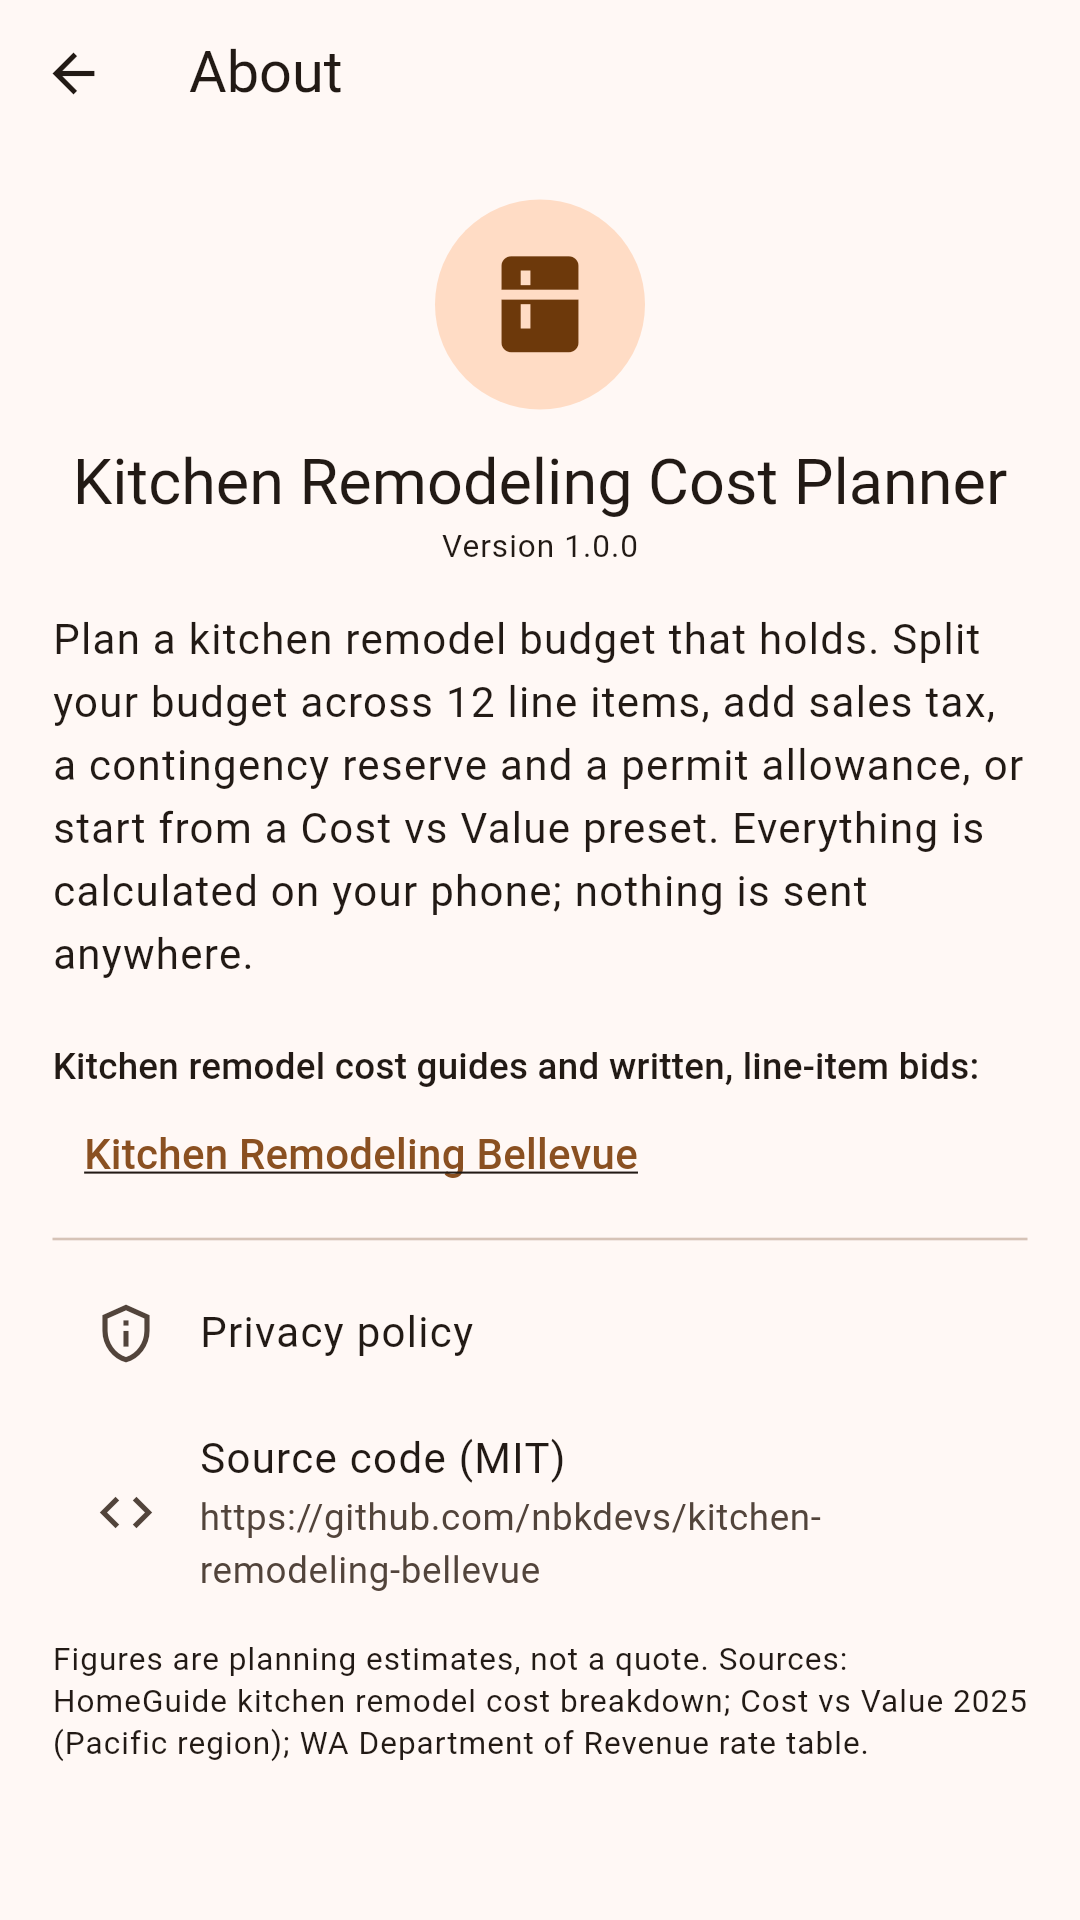 About
Kitchen Remodeling Cost Planner
Version 1.0.0
Plan a kitchen remodel budget that holds. Split
your budget across 12 line items, add sales tax,
a contingency reserve and a permit allowance, or
start from a Cost vs Value preset. Everything is
calculated on your phone; nothing is sent
anywhere.
Kitchen remodel cost guides and written, line-item bids:
Kitchen Remodeling Bellevue
Privacy policy
Source code (MIT)
https://github.com/nbkdevs/kitchen-
remodeling-bellevue
Figures are planning estimates, not a quote. Sources:
HomeGuide kitchen remodel cost breakdown; Cost vs Value 2025
(Pacific region); WA Department of Revenue rate table.